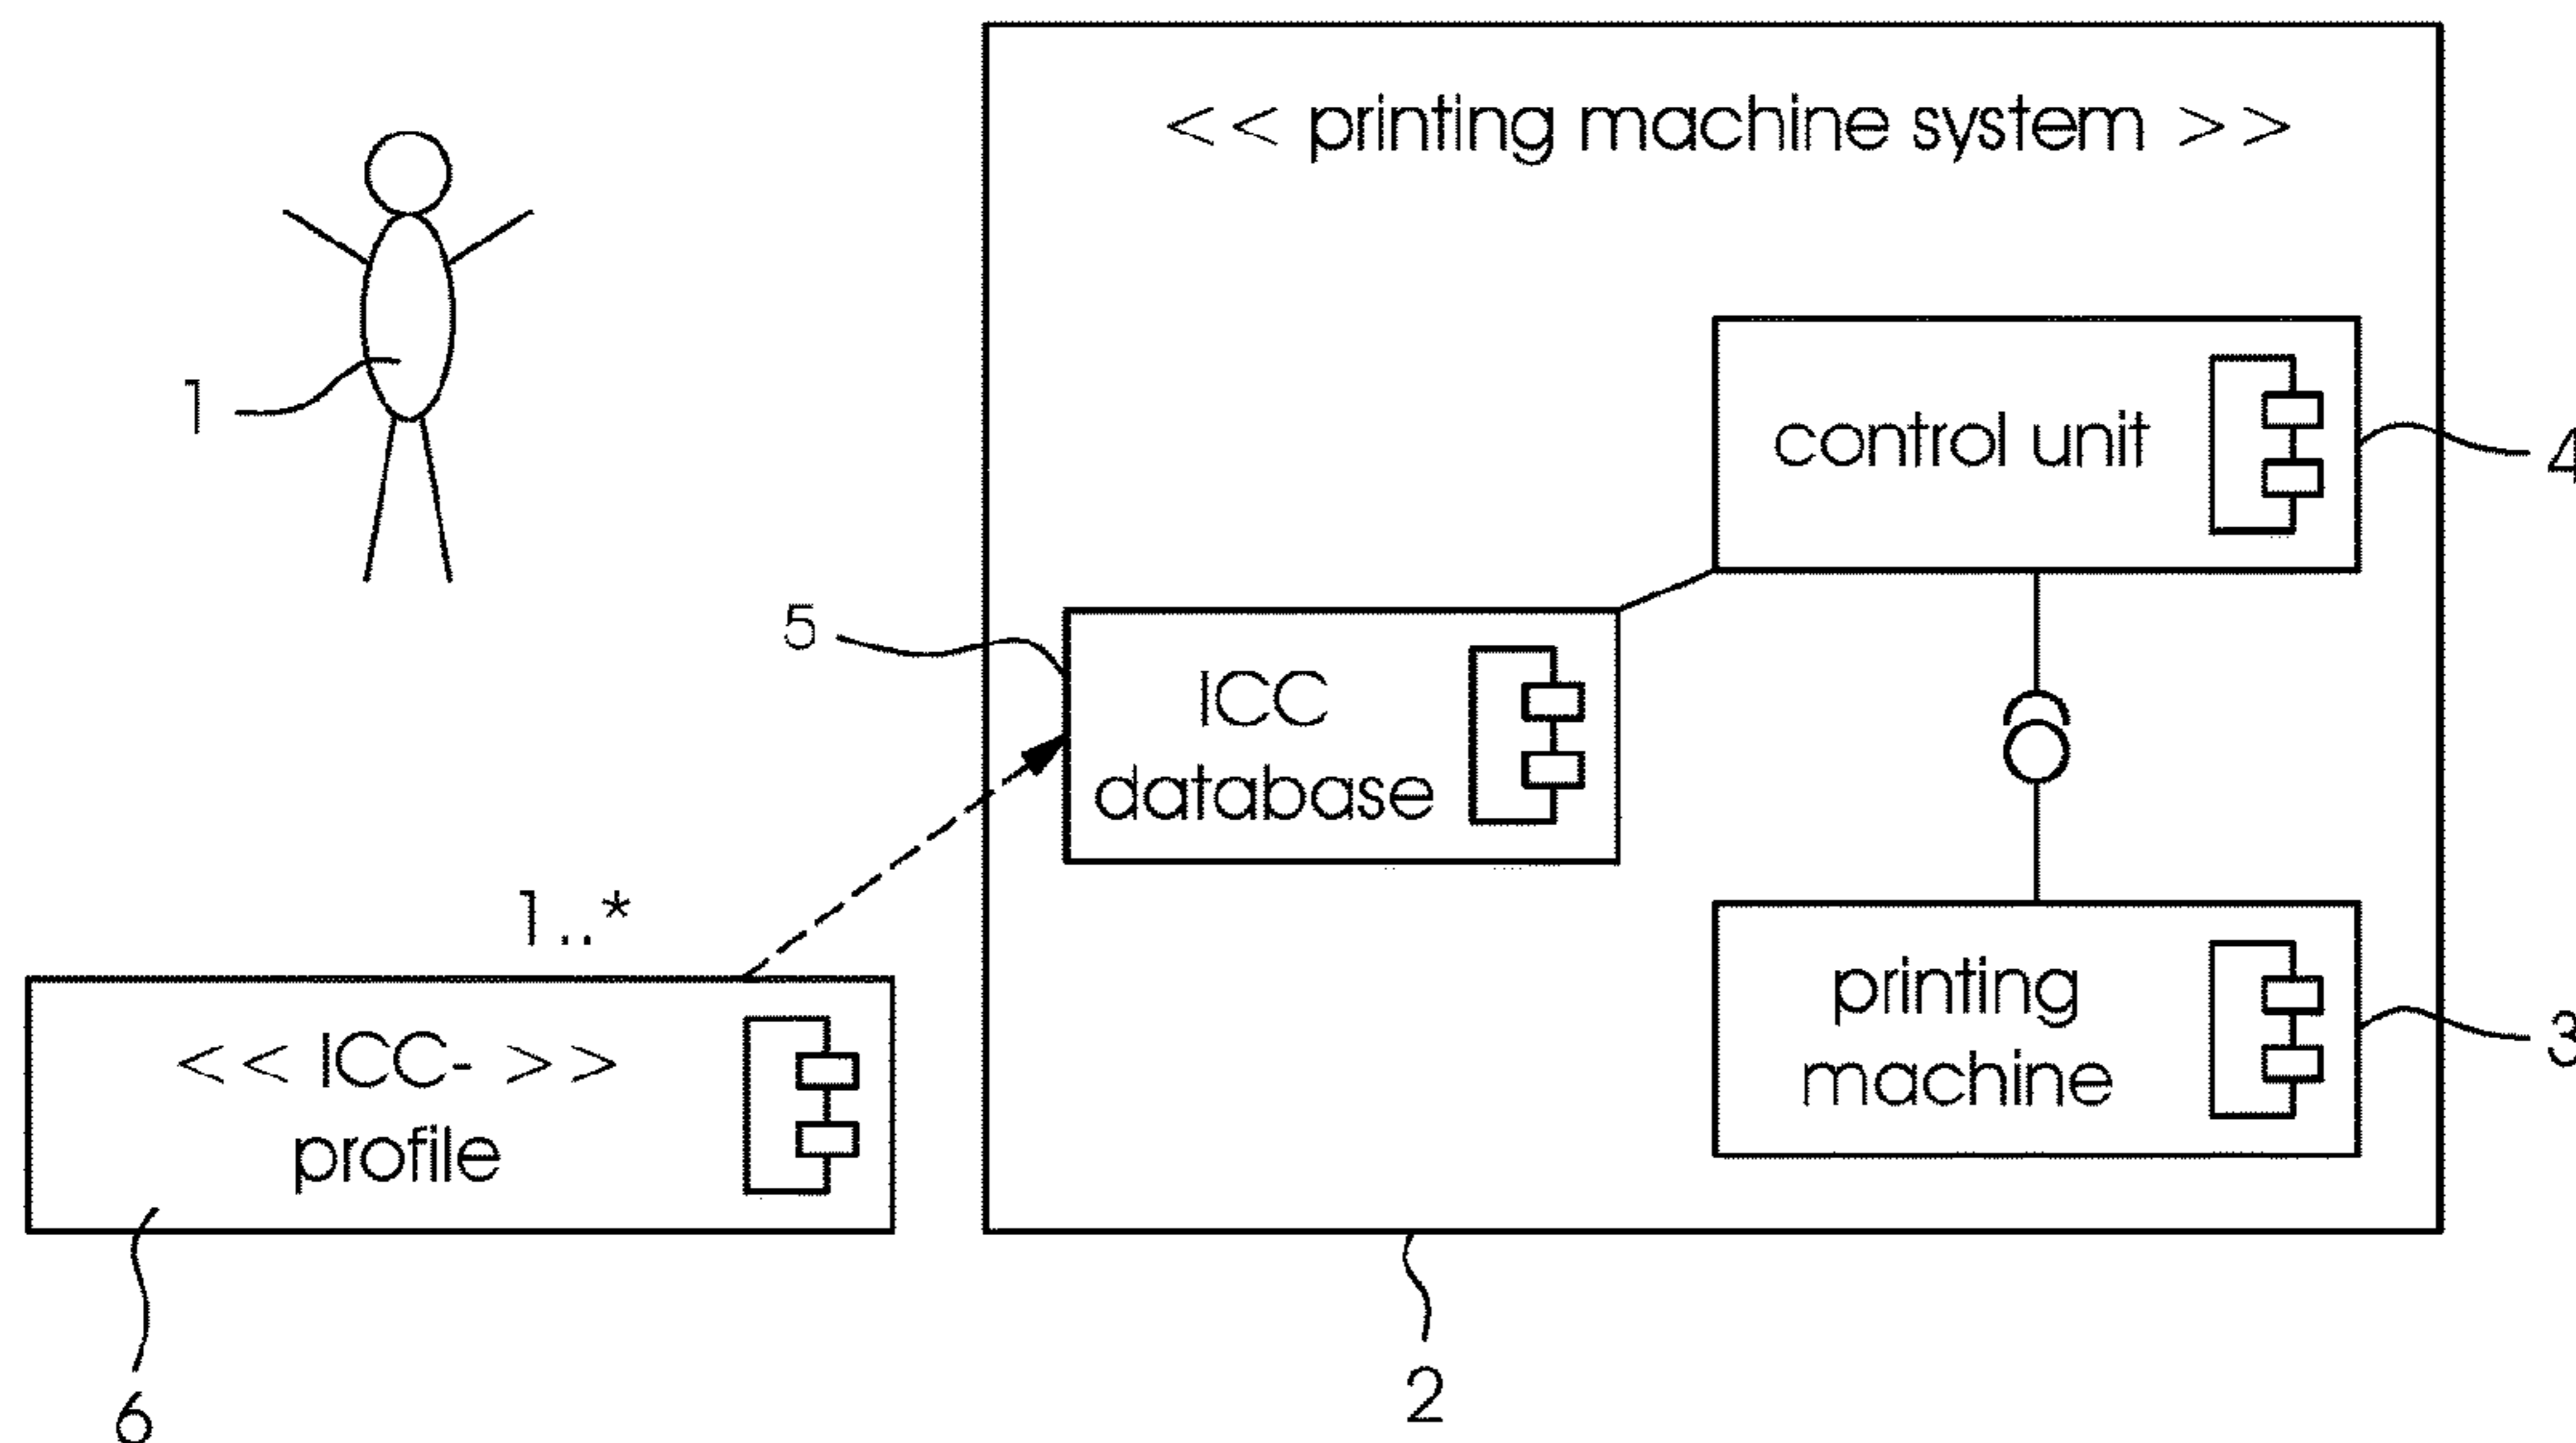 << printing machine system >>
1
control unit
4
5
ICC
database
1..*
printing
machine
3
<< ICC- >>
profile
6
2